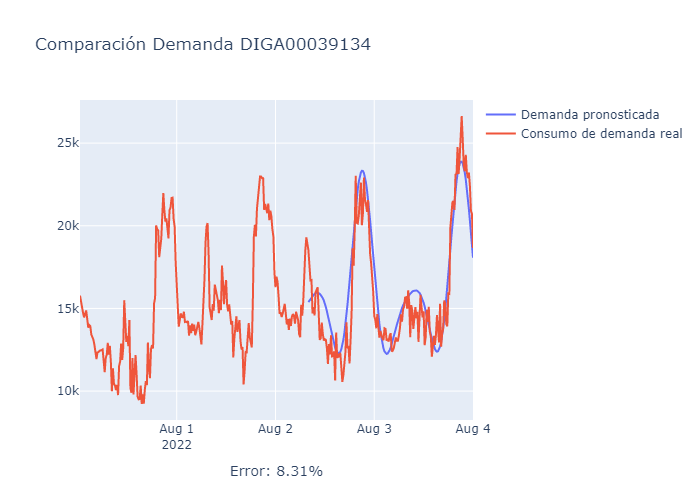 Comparación Demanda DIGA00039134
Demanda pronosticada
Consumo de demanda real
25k
20k
15k
10k
Aug 1
2022
Aug 2
Aug 3
Aug 4
Error: 8.31%